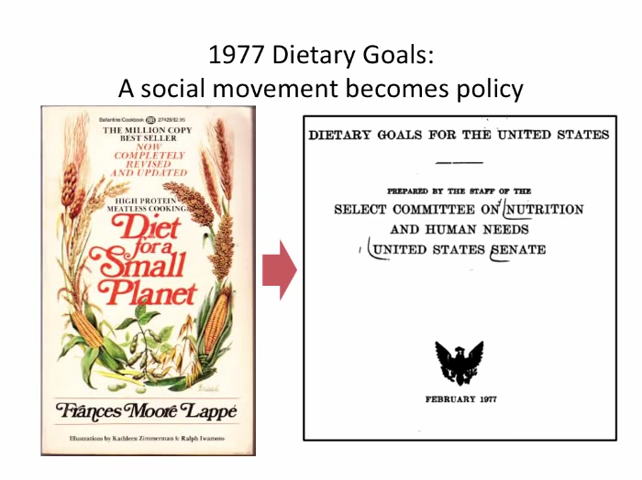 1977 Dietary Goals:
A social movement becomes policy
Ballantine Cookbook 27429/$2.95
THE MILLION COPY
BEST SELLER
NOW
COMPLETELY
REVISED
AND UPDATED
HIGH PROTEIN
MEATLESS COOKING
Diet
for a
Small
Planet
Frances Moore Lappé
Illustrations by Kathleen Zimmerman & Ralph Iwamoto
DIETARY GOALS FOR THE UNITED STATES
PREPARED BY THE STAFF OF THE
SELECT COMMITTEE ON NUTRITION
AND HUMAN NEEDS
UNITED STATES SENATE
FEBRUARY 1977